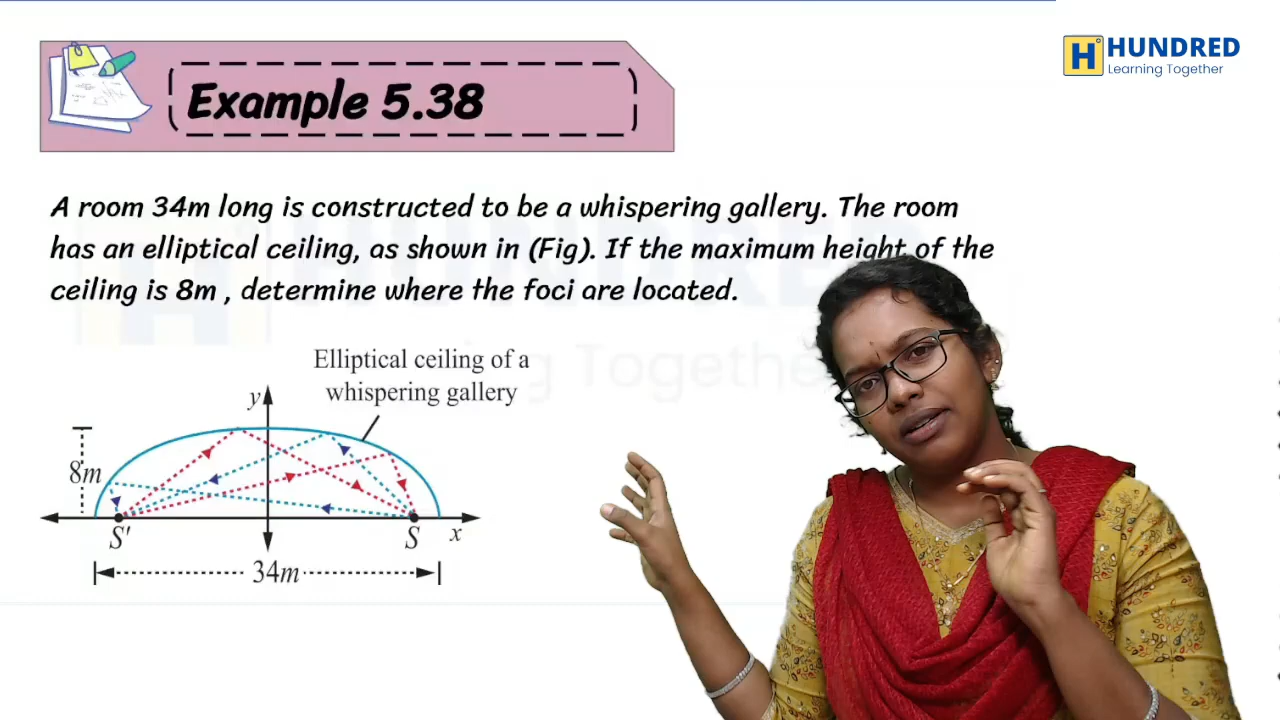 HUNDRED
Learning Together
Example 5.38
A room 34m long is constructed to be a whispering gallery. The room
has an elliptical ceiling, as shown in (Fig). If the maximum height of the
ceiling is 8m , determine where the foci are located.
Elliptical ceiling of a
whispering gallery
y
8m
S'
S
x
34m